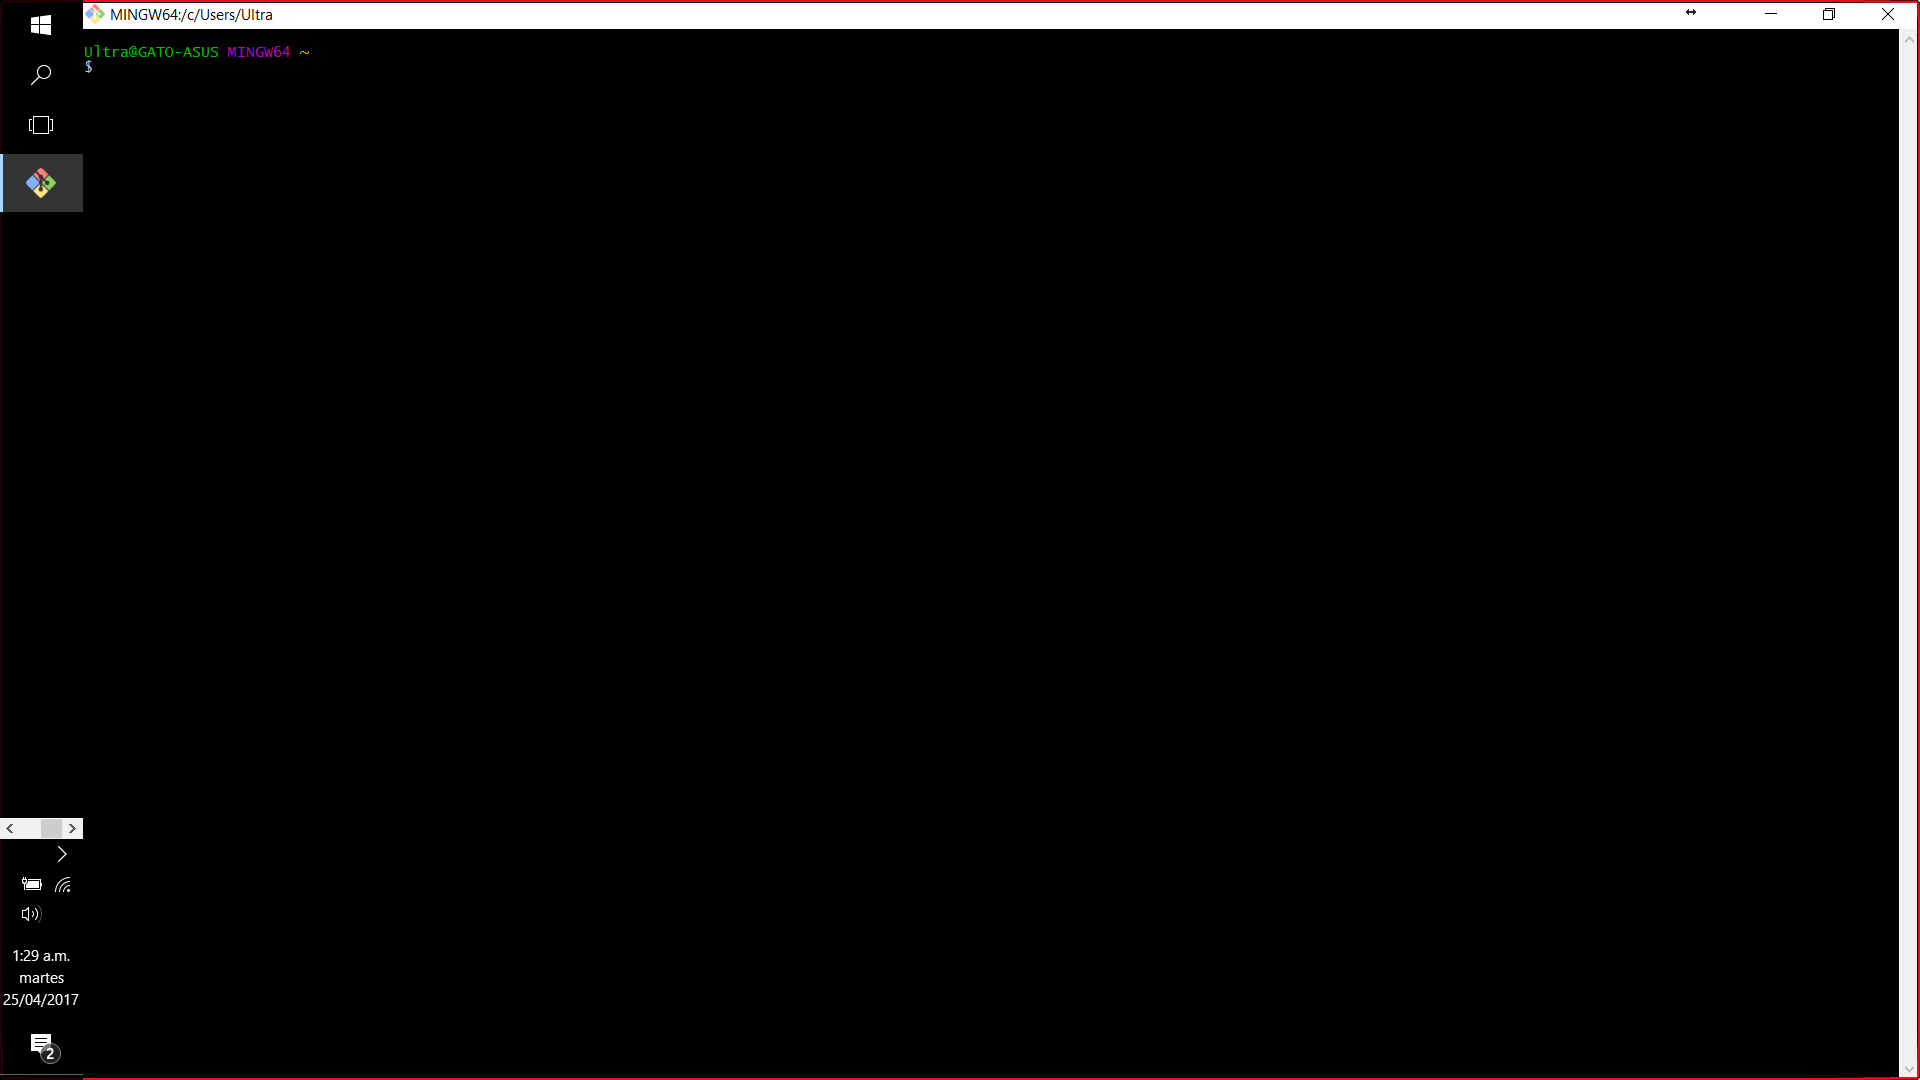 MINGW64:/c/Users/Ultra
Ultra@GATO-ASUS MINGW64 ~
$
1:29 a.m.
martes
25/04/2017
2